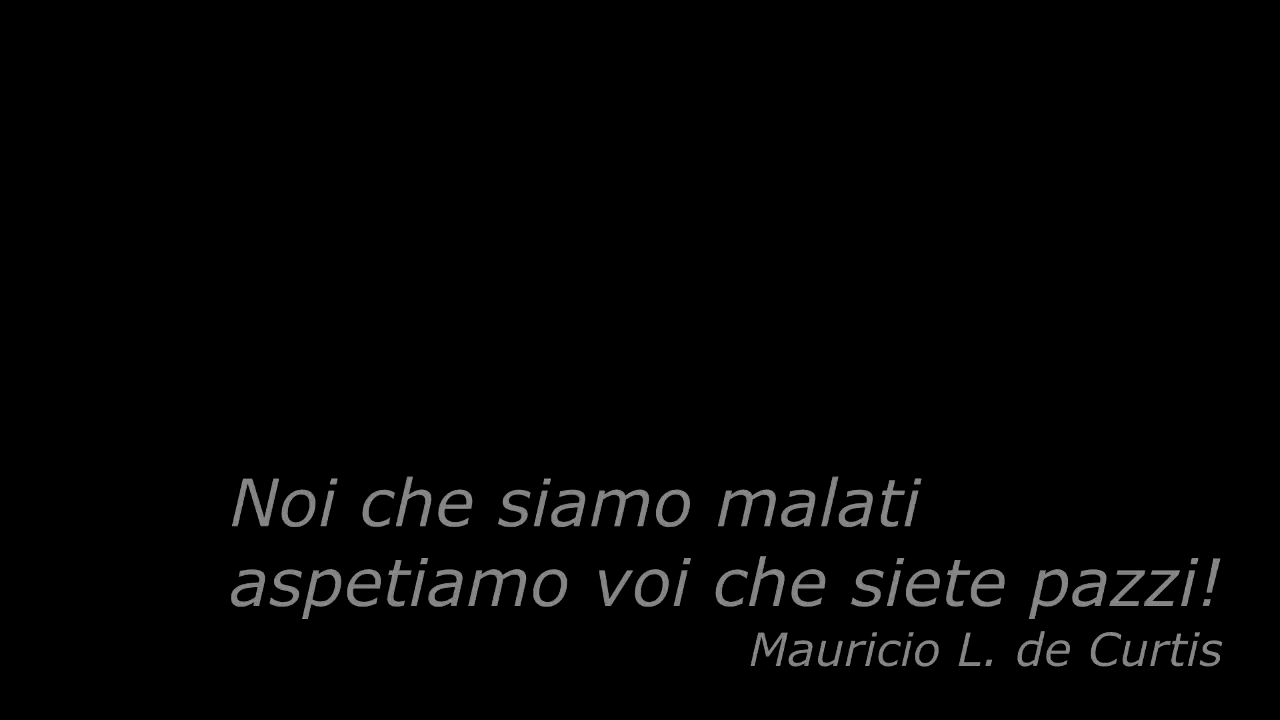 Noi che siamo malati
aspetiamo voi che siete pazzi!
Mauricio L. de Curtis